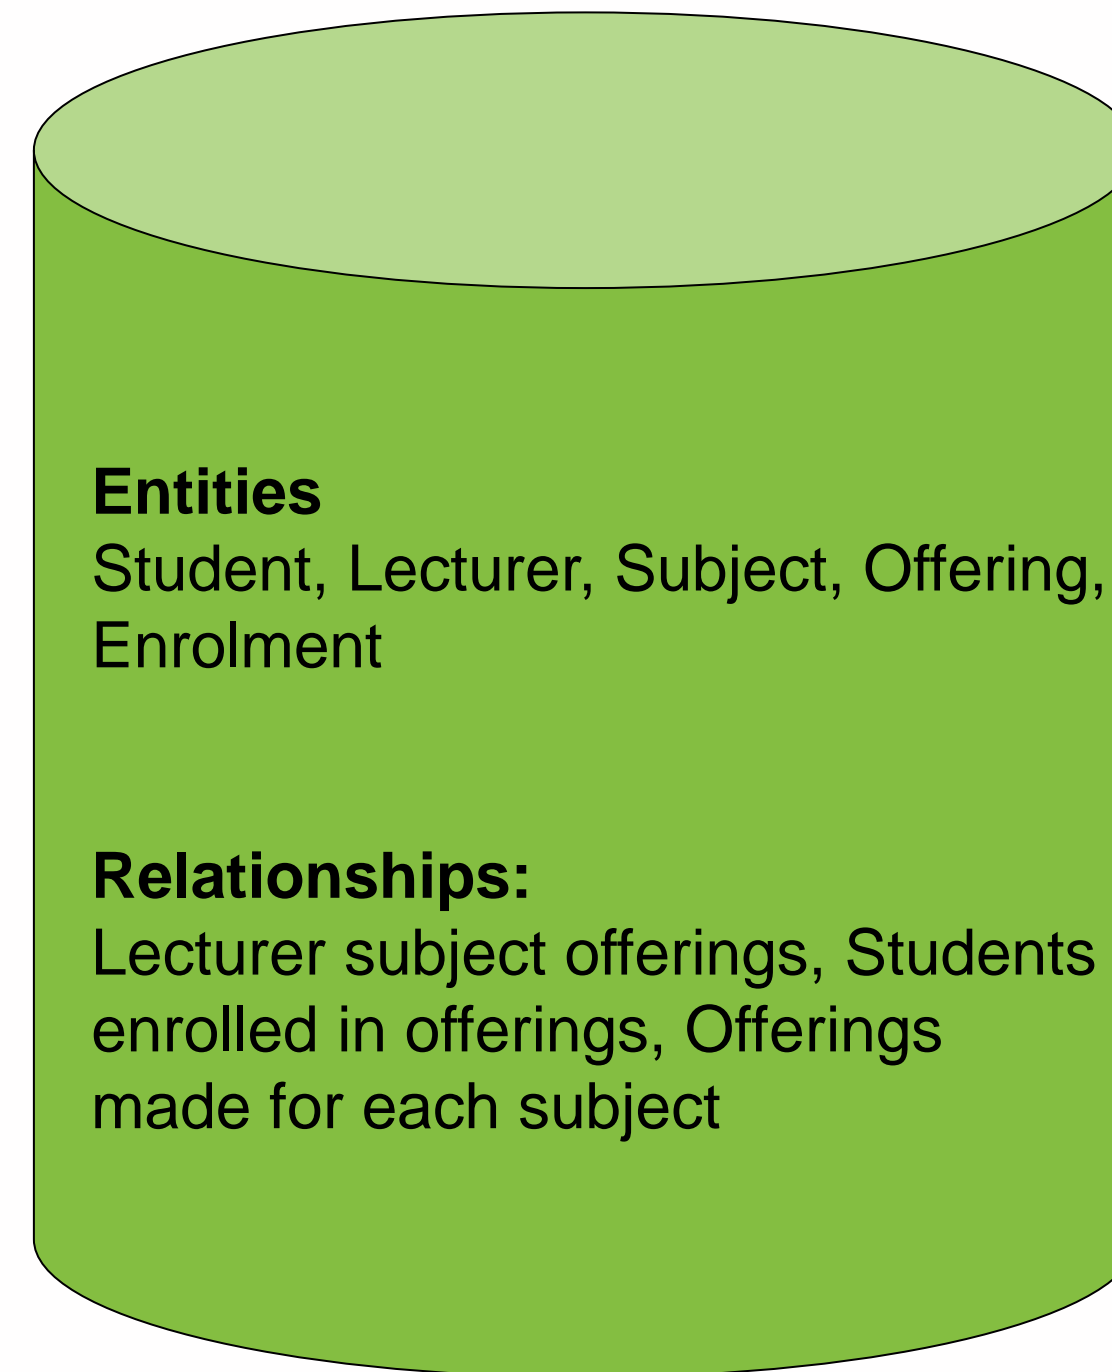 Entities
Student, Lecturer, Subject, Offering,
Enrolment
Relationships:
Lecturer subject offerings, Students
enrolled in offerings, Offerings
made for each subject